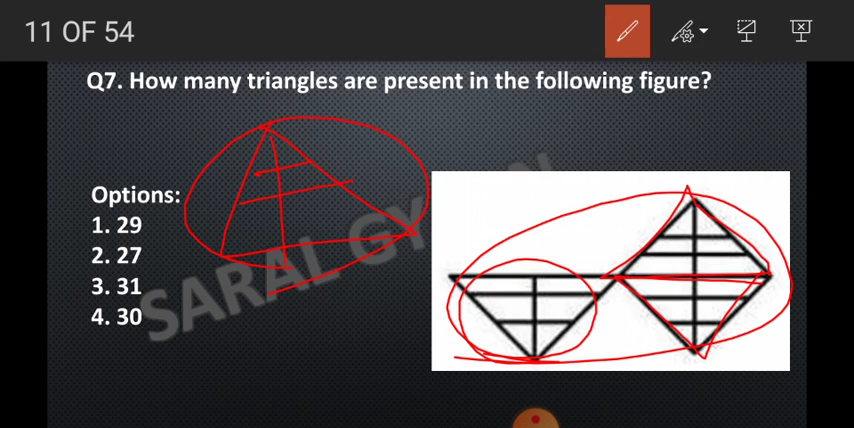 11 OF 54
Q7. How many triangles are present in the following figure?
Options:
1. 29
2. 27
3. 31
4. 30